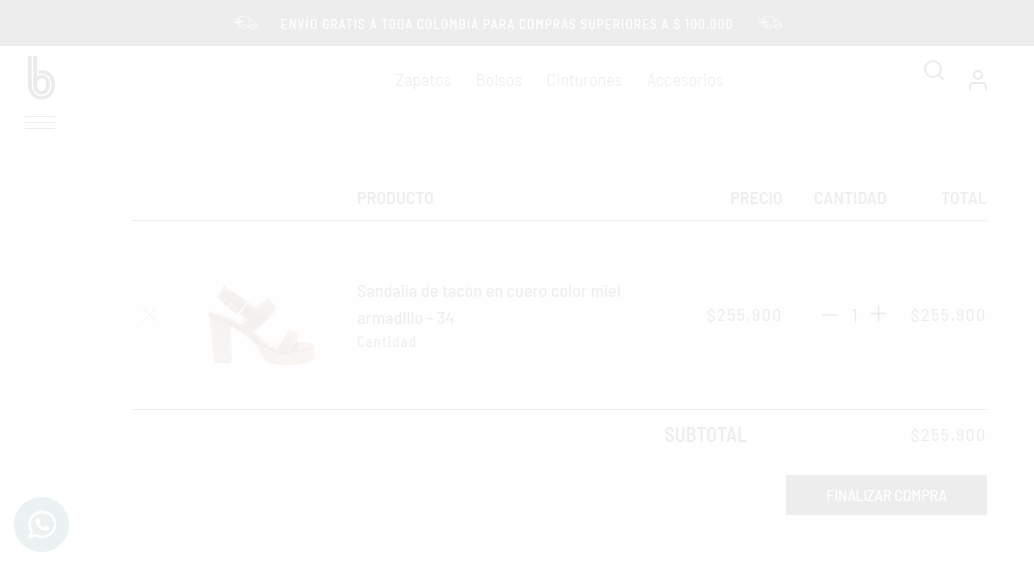 ENVÍO GRATIS A TODA COLOMBIA PARA COMPRAS SUPERIORES A $ 100.000
b
Zapatos Bolsos Cinturones Accesorios
PRODUCTO PRECIO CANTIDAD TOTAL
Sandalia de tacón en cuero color miel
armadillo - 34
Cantidad
$255,900 1 $255,900
SUBTOTAL $255,900
FINALIZAR COMPRA